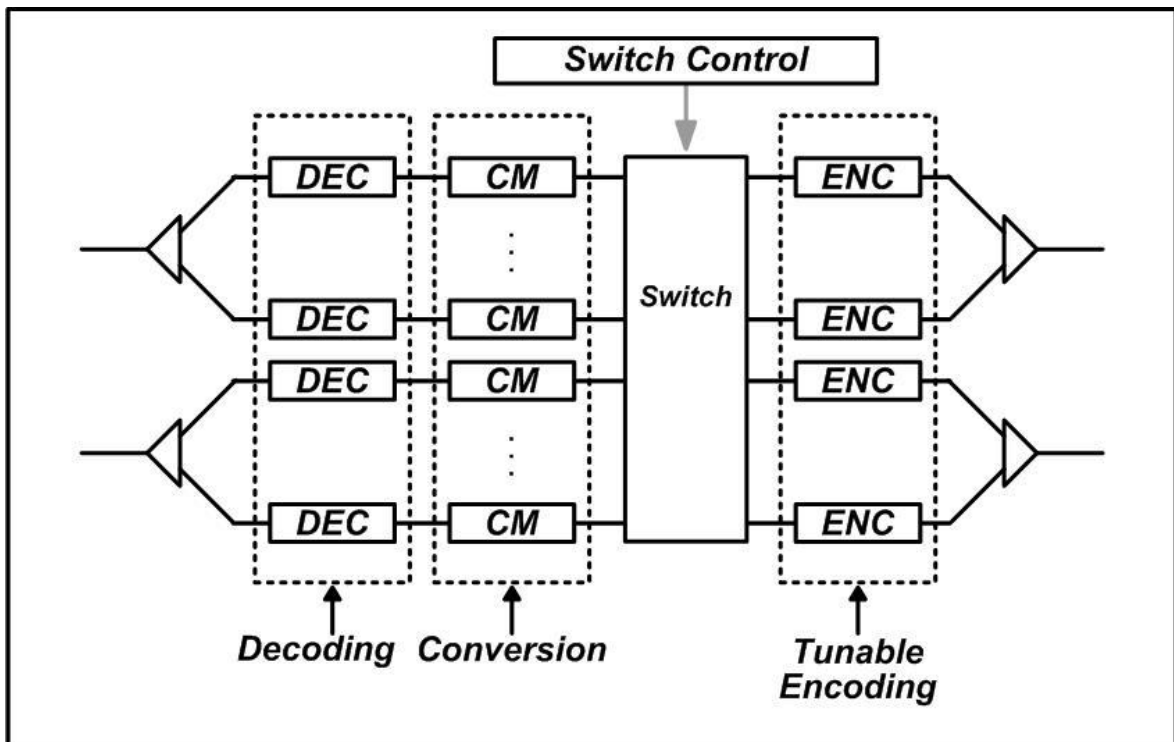 Switch Control
DEC CM ENC
DEC CM Switch ENC
DEC CM ENC
DEC CM ENC
Decoding Conversion Tunable
Encoding